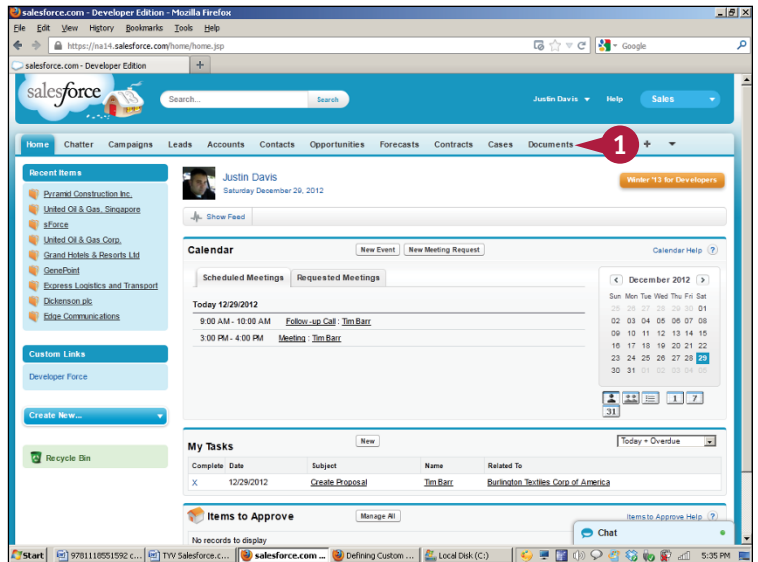 salesforce.com - Developer Edition - Mozilla Firefox
File Edit View History Bookmarks Tools Help
https://na14.salesforce.com/home/home.jsp Google
salesforce.com - Developer Edition +
salesforce Search... Search Justin Davis Help Sales
Home Chatter Campaigns Leads Accounts Contacts Opportunities Forecasts Contracts Cases Documents 1 +
Recent Items
Pyramid Construction Inc.
United Oil & Gas, Singapore
sForce
United Oil & Gas Corp.
Grand Hotels & Resorts Ltd
GenePoint
Express Logistics and Transport
Dickenson plc
Edge Communications
Custom Links
Developer Force
Create New...
Recycle Bin
Justin Davis
Saturday December 29, 2012
Winter '13 for Developers
Show Feed
Calendar New Event New Meeting Request Calendar Help ?
Scheduled Meetings Requested Meetings
Today 12/29/2012
9:00 AM - 10:00 AM Follow-up Call : Tim Barr
3:00 PM - 4:00 PM Meeting : Tim Barr
December 2012
Sun Mon Tue Wed Thu Fri Sat
25 26 27 28 29 30 01
02 03 04 05 06 07 08
09 10 11 12 13 14 15
16 17 18 19 20 21 22
23 24 25 26 27 28 29
30 31 01 02 03 04 05
1 7
31
My Tasks New Today + Overdue
Complete Date Subject Name Related To
X 12/29/2012 Create Proposal Tim Barr Burlington Textiles Corp of America
Items to Approve Manage All Items to Approve Help ?
No records to display
Chat
Start 9781118551592 c... TYV Salesforce.c... salesforce.com ... Defining Custom ... Local Disk (C:) 5:35 PM